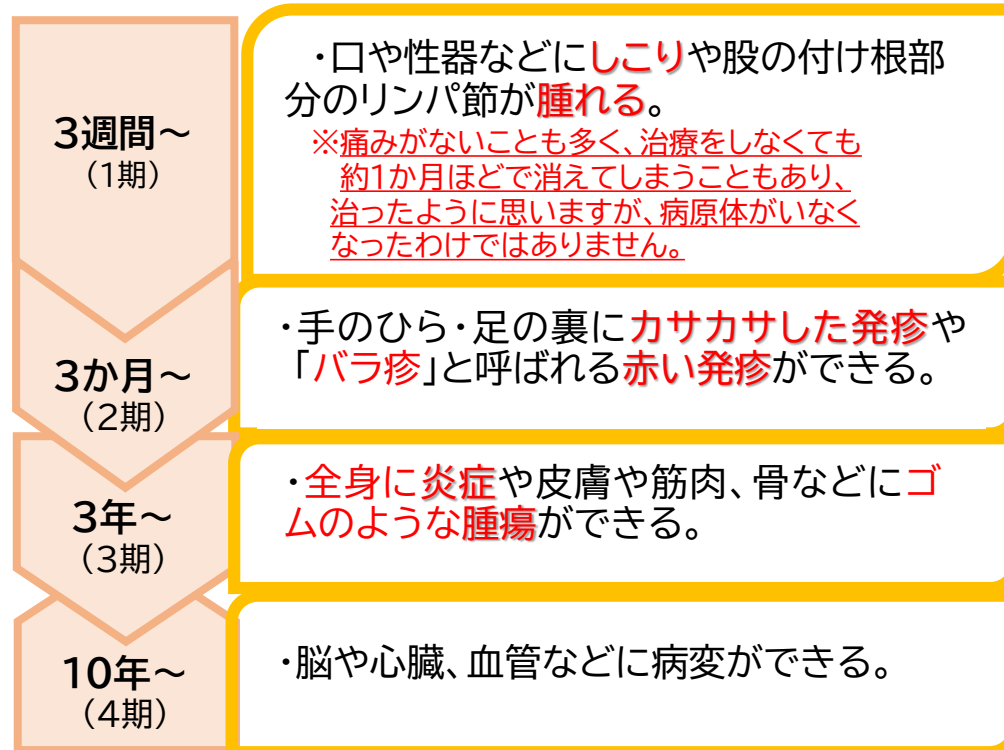 3週間~
(1期)
・口や性器などにしこりや股の付け根部
分のリンパ節が腫れる。
※痛みがないことも多く、治療をしなくても
約1か月ほどで消えてしまうこともあり、
治ったように思いますが、病原体がいなく
なったわけではありません。
3か月~
(2期)
・手のひら・足の裏にカサカサした発疹や
「バラ疹」と呼ばれる赤い発疹ができる。
3年~
(3期)
・全身に炎症や皮膚や筋肉、骨などにゴ
ムのような腫瘍ができる。
10年~
(4期)
・脳や心臓、血管などに病変ができる。